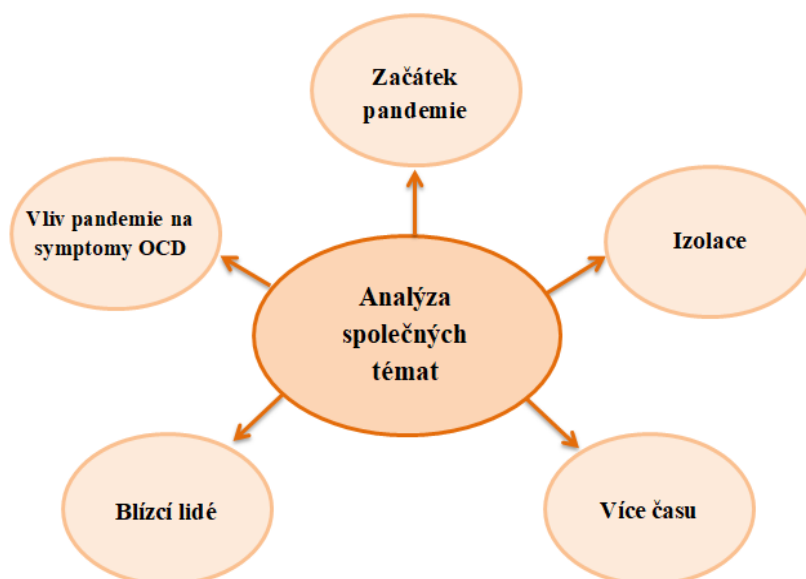 Začátek
pandemie
Vliv pandemie na
symptomy OCD
Izolace
Analýza
společných
témat
Blízcí lidé
Více času